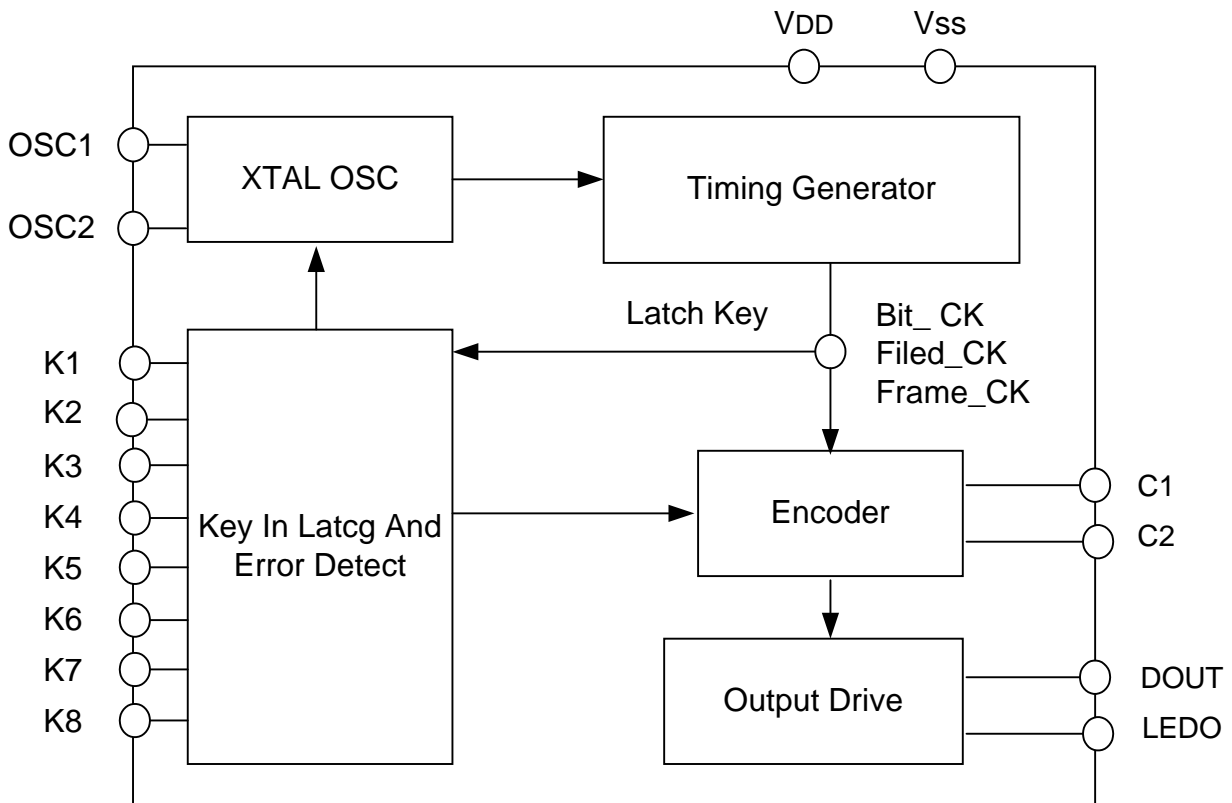 VDD
Vss
OSC1
XTAL OSC
Timing Generator
OSC2
Latch Key
Bit_ CK
Filed_CK
Frame_CK
K1
K2
K3
K4
K5
K6
K7
K8
Key In Latcg And
Error Detect
Encoder
C1
C2
Output Drive
DOUT
LEDO